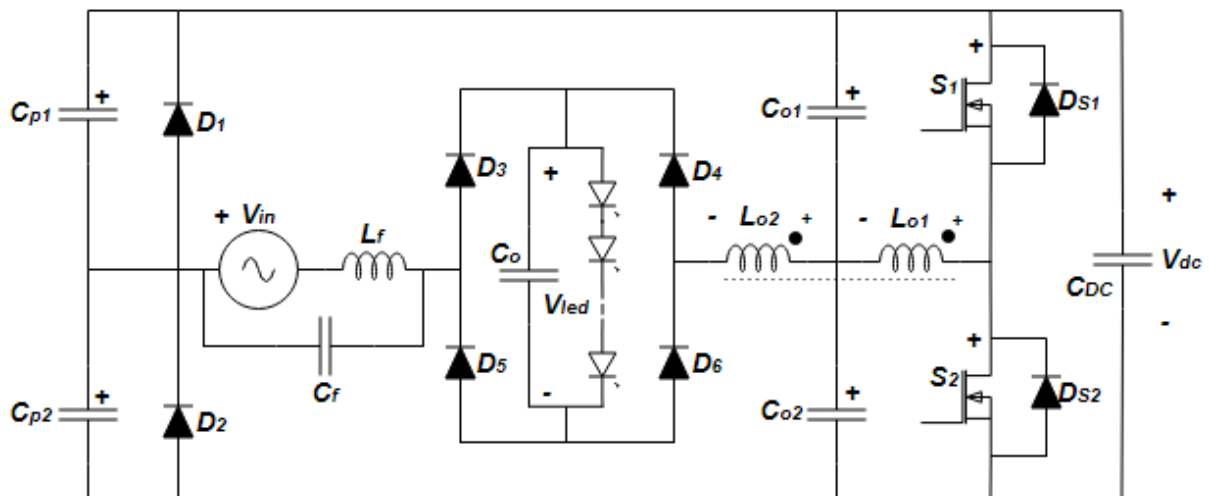 +
+ S1 DS1
Cp1 + D1 Co1 +
D3 D4
+
+ Vin Lf - Lo2 + - Lo1 + +
Co Vdc
Vled CDC
-
+
D5 D6 S2 DS2
Cf -
Cp2 + D2 Co2 +